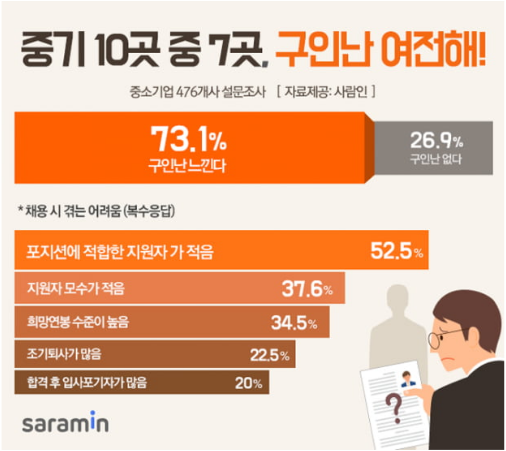 중기 10곳 중 7곳, 구인난 여전해!
중소기업 476개사 설문조사 [ 자료제공: 사람인 ]
73.1%
구인난 느낀다
26.9%
구인난 없다
* 채용 시 겪는 어려움 (복수응답)
포지션에 적합한 지원자 가 적음 52.5%
지원자 모수가 적음 37.6%
희망연봉 수준이 높음 34.5%
조기퇴사가 많음 22.5%
합격 후 입사포기자가 많음 20%
?
saramin